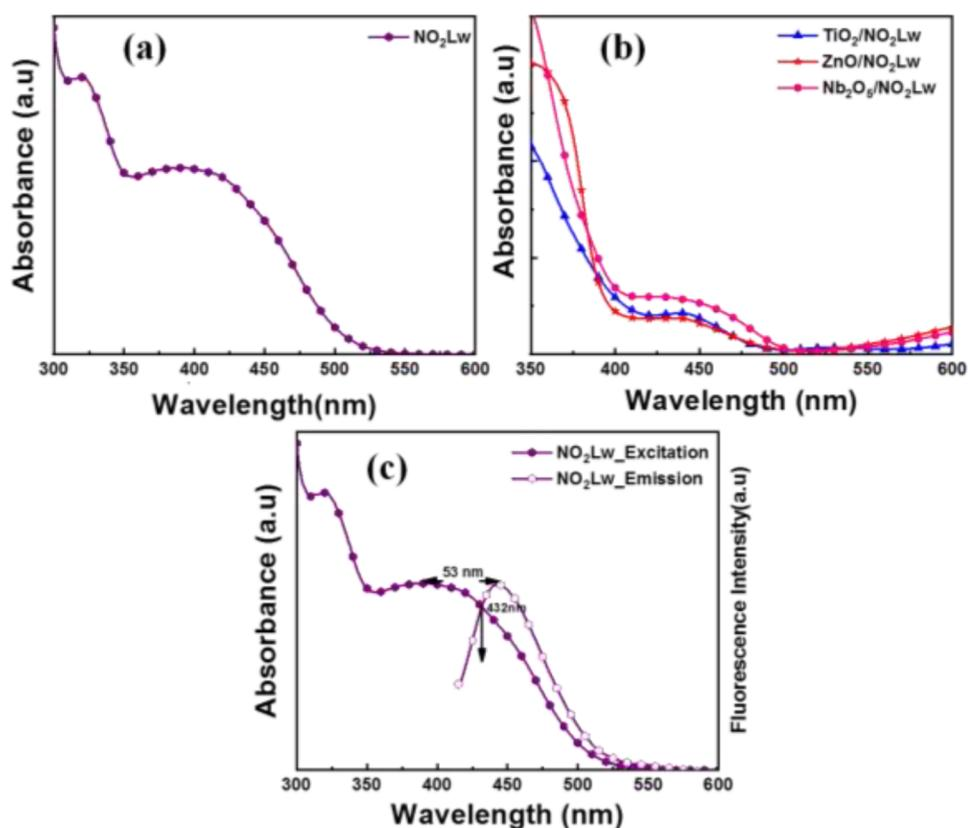 (a)
NO₂Lw
Absorbance (a.u)
300 350 400 450 500 550 600
Wavelength(nm)
(b)
TiO₂/NO₂Lw
ZnO/NO₂Lw
Nb₂O₅/NO₂Lw
Absorbance (a.u)
350 400 450 500 550 600
Wavelength (nm)
(c)
NO₂Lw_Excitation
NO₂Lw_Emission
53 nm
432nm
Absorbance (a.u)
Fluorescence Intensity(a.u)
300 350 400 450 500 550 600
Wavelength (nm)